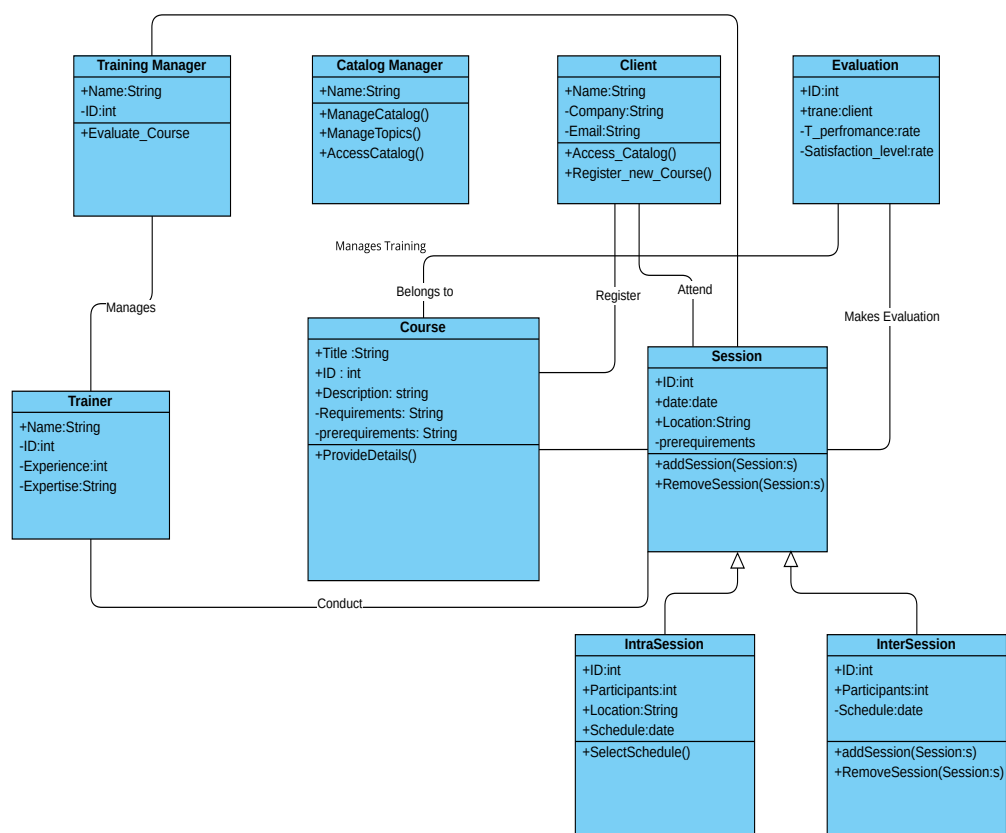 Training Manager
+Name:String
-ID:int
+Evaluate_Course
Catalog Manager
+Name:String
+ManageCatalog()
+ManageTopics()
+AccessCatalog()
Client
+Name:String
-Company:String
-Email:String
+Access_Catalog()
+Register_new_Course()
Evaluation
+ID:int
+trane:client
-T_perfromance:rate
-Satisfaction_level:rate
Manages Training
Manages
Belongs to
Register
Attend
Makes Evaluation
Course
+Title :String
+ID : int
+Description: string
-Requirements: String
-prerequirements: String
+ProvideDetails()
Session
+ID:int
+date:date
+Location:String
-prerequirements
+addSession(Session:s)
+RemoveSession(Session:s)
Trainer
+Name:String
-ID:int
-Experience:int
-Expertise:String
Conduct
IntraSession
+ID:int
+Participants:int
+Location:String
+Schedule:date
+SelectSchedule()
InterSession
+ID:int
+Participants:int
-Schedule:date
+addSession(Session:s)
+RemoveSession(Session:s)